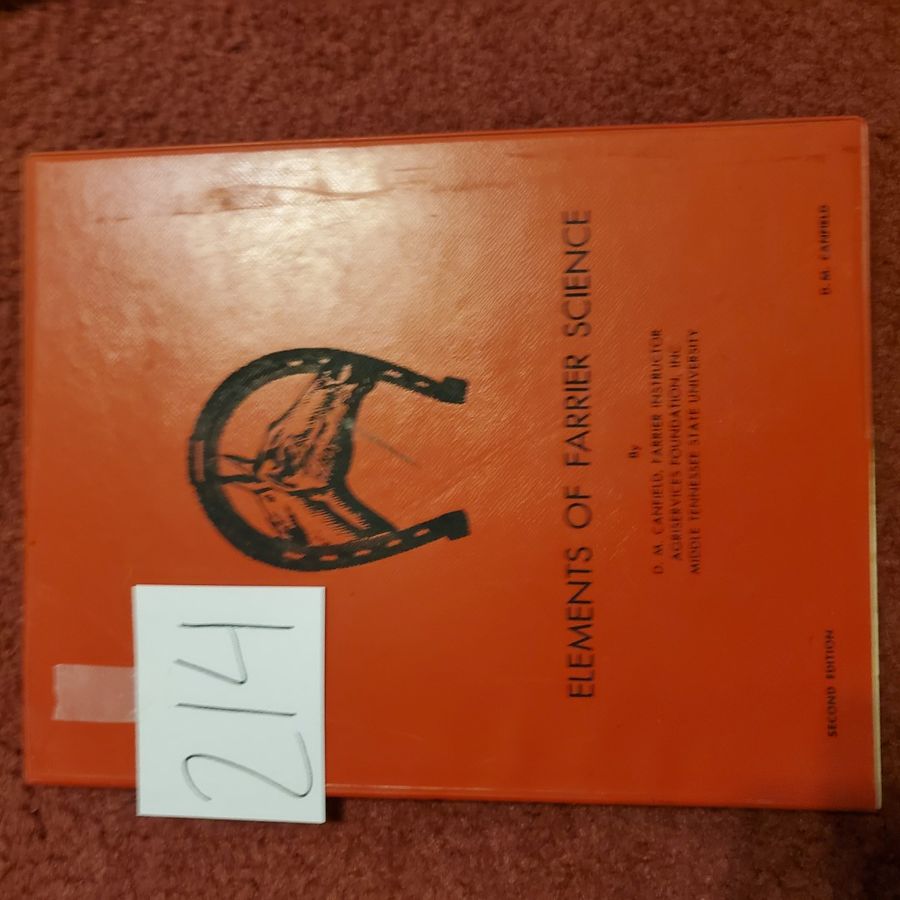 214
ELEMENTS OF FARRIER SCIENCE
By
D. M. CANFIELD, FARRIER INSTRUCTOR
AGRISERVICES FOUNDATION, INC.
MIDDLE TENNESSEE STATE UNIVERSITY
SECOND EDITION
D. M. CANFIELD